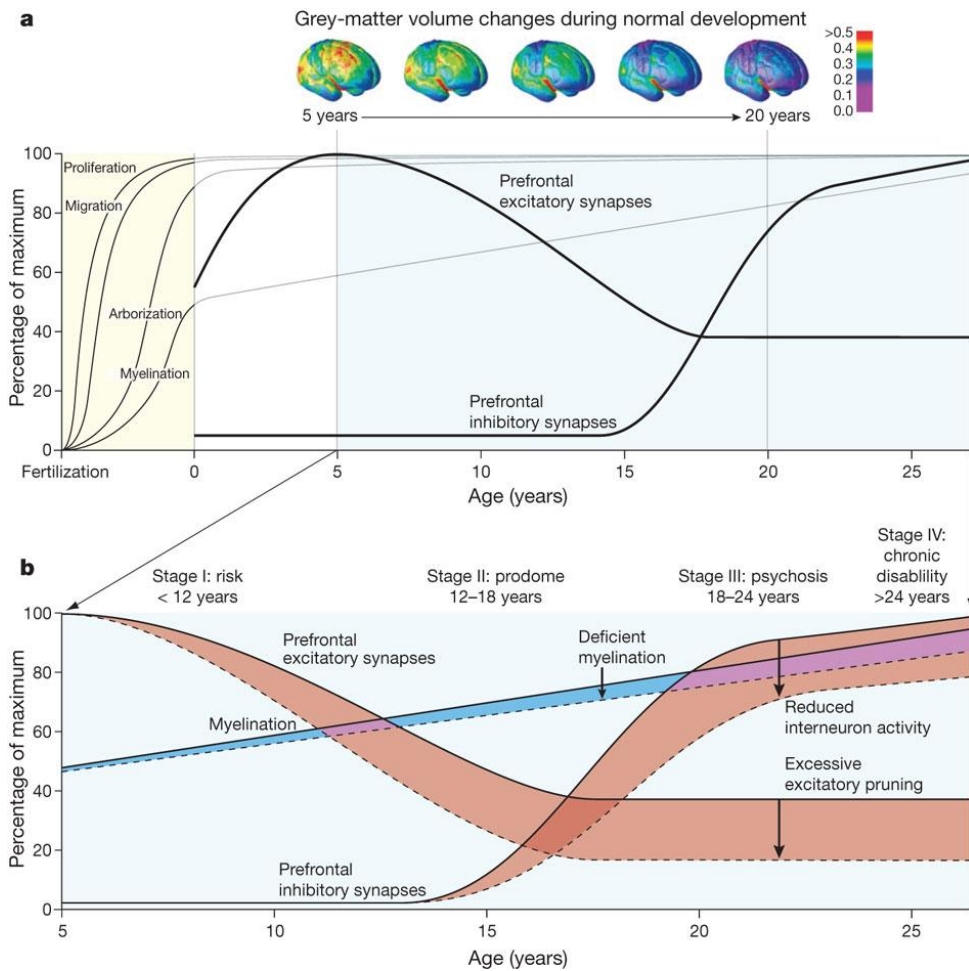 a
Grey-matter volume changes during normal development
>0.5
0.4
0.3
0.2
0.1
0.0
5 years
20 years
Percentage of maximum
100
80
60
40
20
0
Proliferation
Migration
Arborization
Myelination
Prefrontal
excitatory synapses
Prefrontal
inhibitory synapses
Fertilization
0
5
10
15
20
25
Age (years)
b
Stage I: risk
< 12 years
Stage II: prodome
12–18 years
Stage III: psychosis
18–24 years
Stage IV:
chronic
disablility
>24 years
Percentage of maximum
100
80
60
40
20
0
Prefrontal
excitatory synapses
Myelination
Deficient
myelination
Reduced
interneuron activity
Excessive
excitatory pruning
Prefrontal
inhibitory synapses
5
10
15
20
25
Age (years)